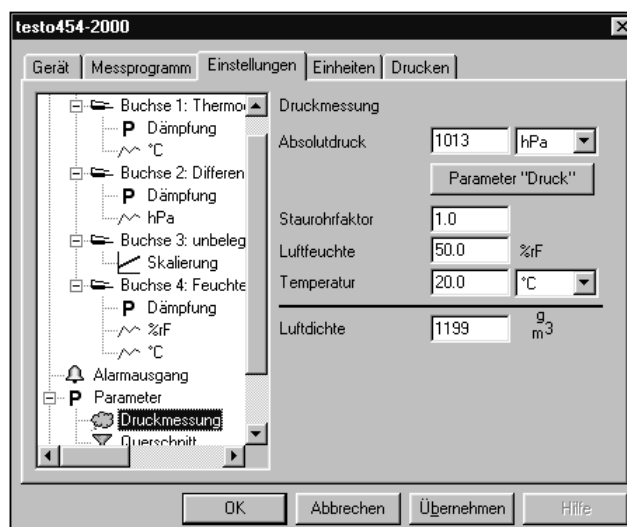 testo454-2000
Gerät Messprogramm Einstellungen Einheiten Drucken
Buchse 1: Thermo
P Dämpfung
°C
Buchse 2: Differen
P Dämpfung
hPa
Buchse 3: unbeleg
Skalierung
Buchse 4: Feuchte
P Dämpfung
%rF
°C
Alarmausgang
P Parameter
Druckmessung
Querschnitt
Druckmessung
Absolutdruck 1013 hPa
Parameter "Druck"
Staurohrfaktor 1.0
Luftfeuchte 50.0 %rF
Temperatur 20.0 °C
Luftdichte 1199 g
m3
OK Abbrechen Übernehmen Hilfe